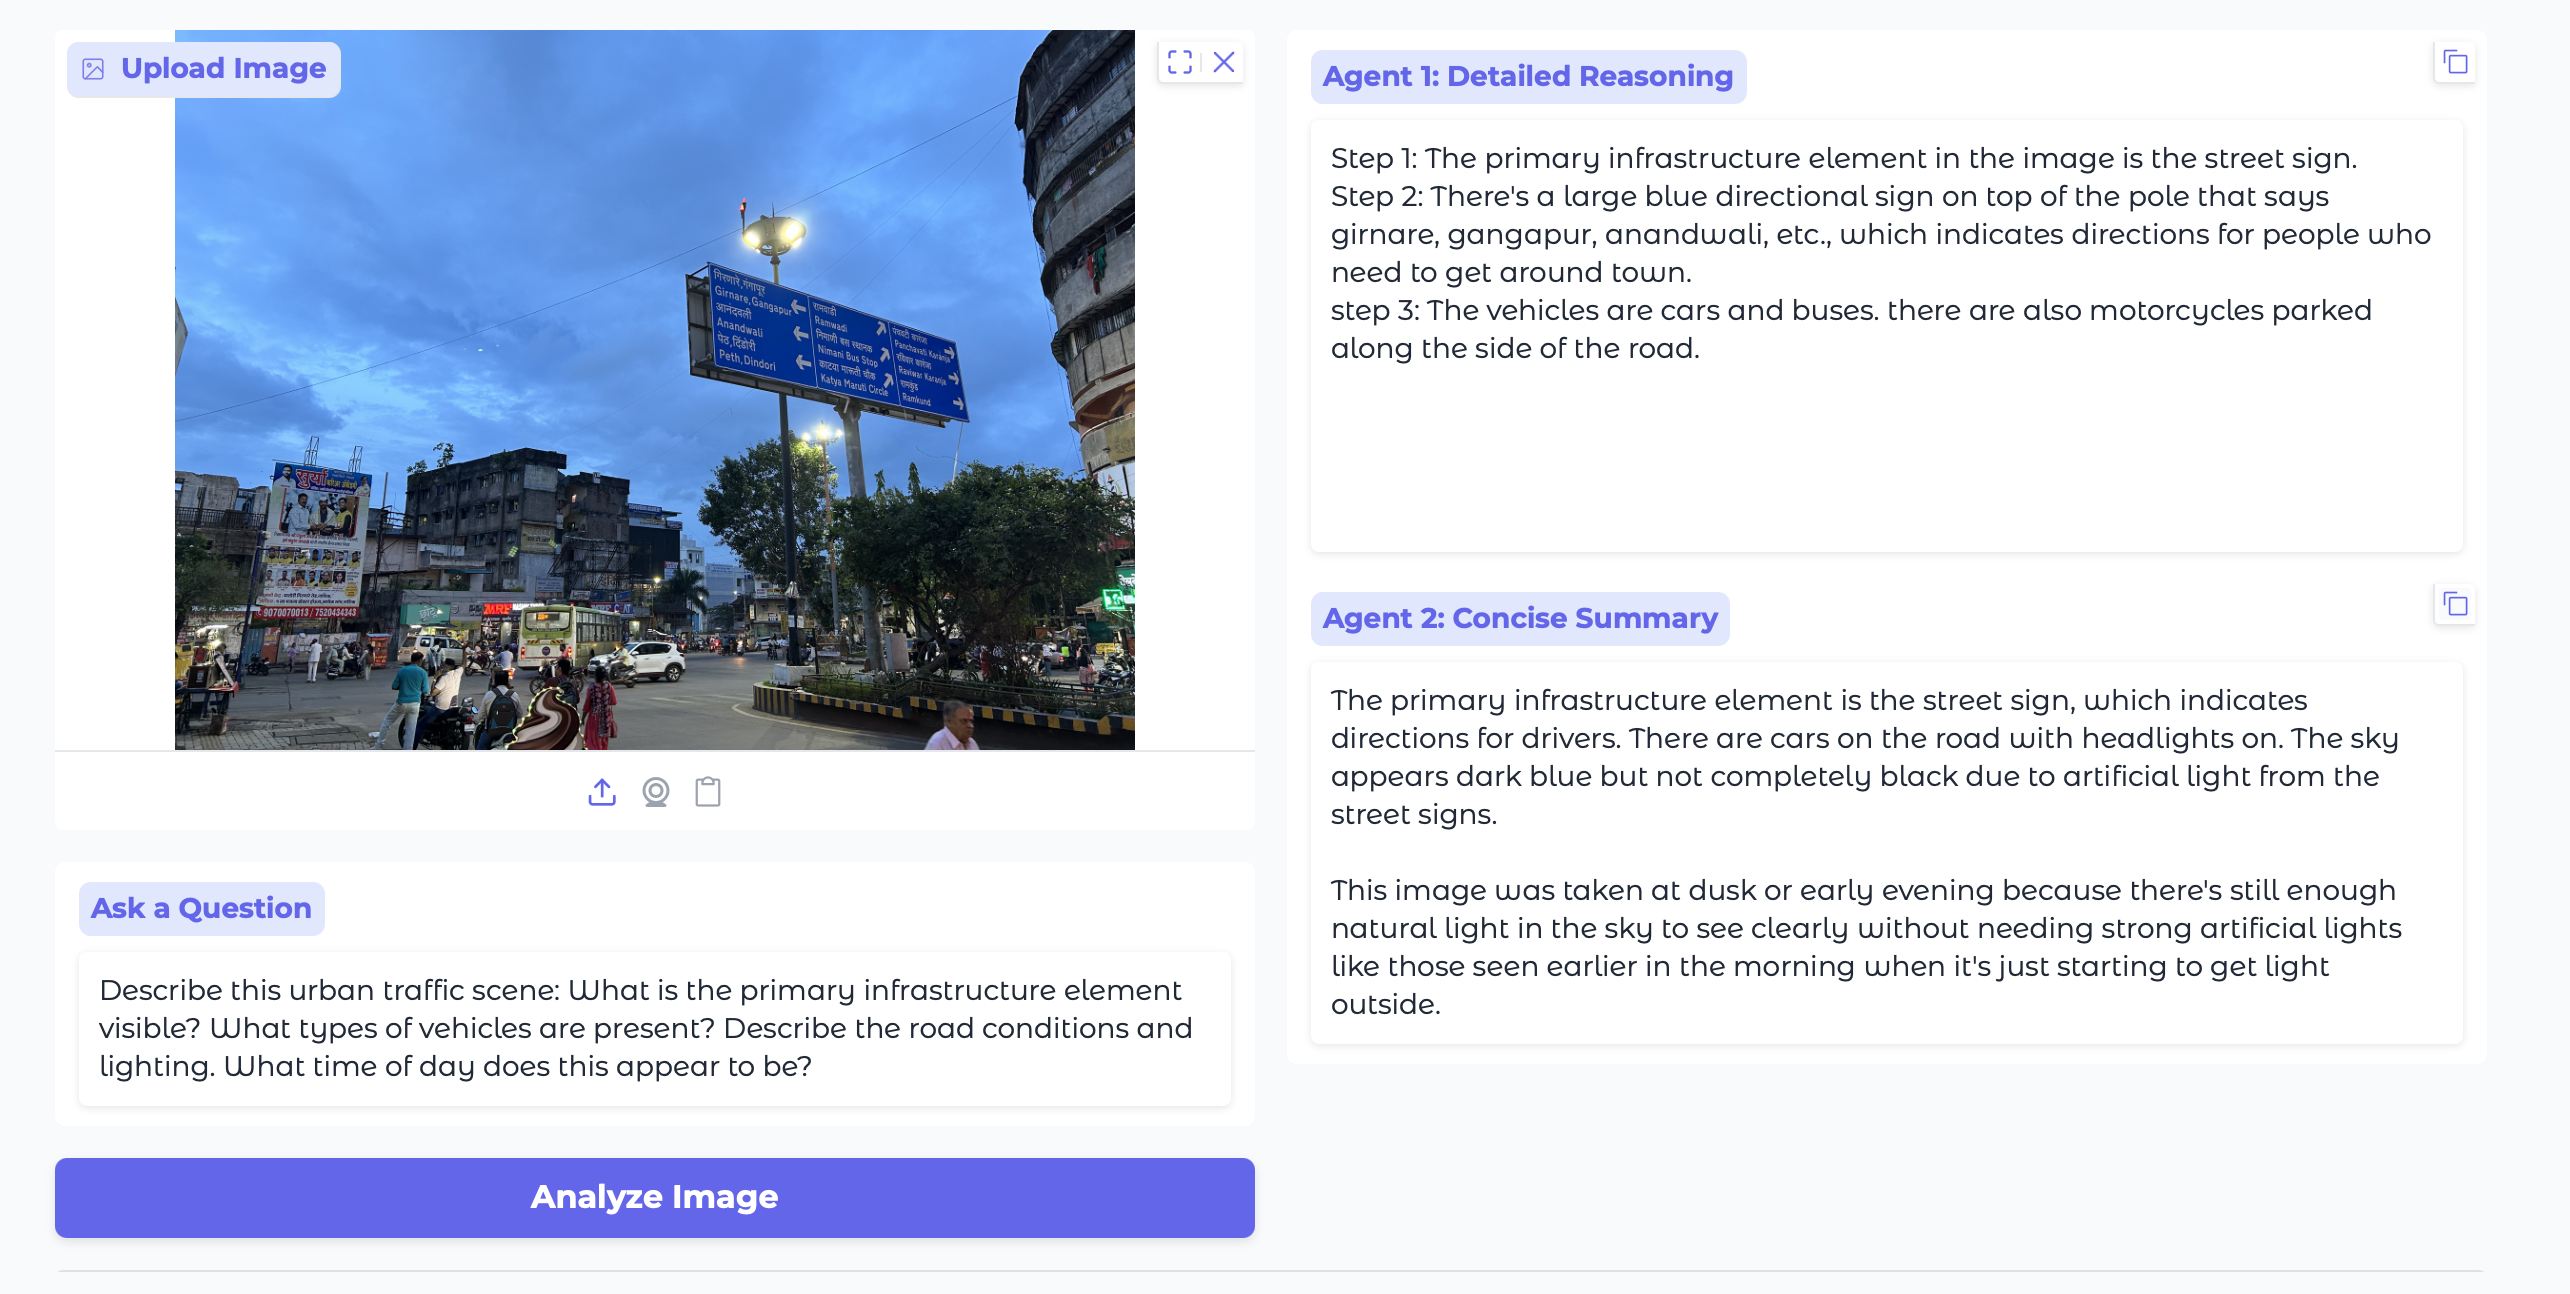 Upload Image
गिरणारे,गंगापूर
Girnare,Gangapur
आनंदवली
Anandwali
पेठ,दिंडोरी
Peth,Dindori
रामवाडी
Ramwadi
निमाणी बस स्थानक
Nimani Bus Stop
काटया मारुती चौक
Katya Maruti Circle
पंचवटी कारंजा
Panchavati Karanja
रविवार कारंजा
Raviwar Karanja
रामकुंड
Ramkund
9070070013 / 7520434343
MRF
Ask a Question
Describe this urban traffic scene: What is the primary infrastructure element
visible? What types of vehicles are present? Describe the road conditions and
lighting. What time of day does this appear to be?
Analyze Image
Agent 1: Detailed Reasoning
Step 1: The primary infrastructure element in the image is the street sign.
Step 2: There's a large blue directional sign on top of the pole that says
girnare, gangapur, anandwali, etc., which indicates directions for people who
need to get around town.
step 3: The vehicles are cars and buses. there are also motorcycles parked
along the side of the road.
Agent 2: Concise Summary
The primary infrastructure element is the street sign, which indicates
directions for drivers. There are cars on the road with headlights on. The sky
appears dark blue but not completely black due to artificial light from the
street signs.
This image was taken at dusk or early evening because there's still enough
natural light in the sky to see clearly without needing strong artificial lights
like those seen earlier in the morning when it's just starting to get light
outside.